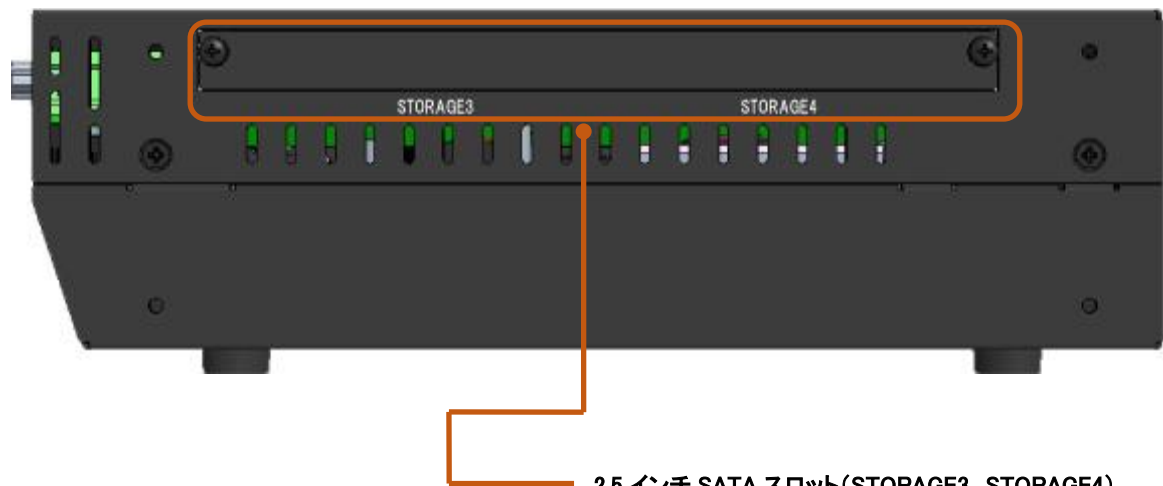 STORAGE3 STORAGE4
2.5 インチ SATA スロット(STORAGE3、STORAGE4)